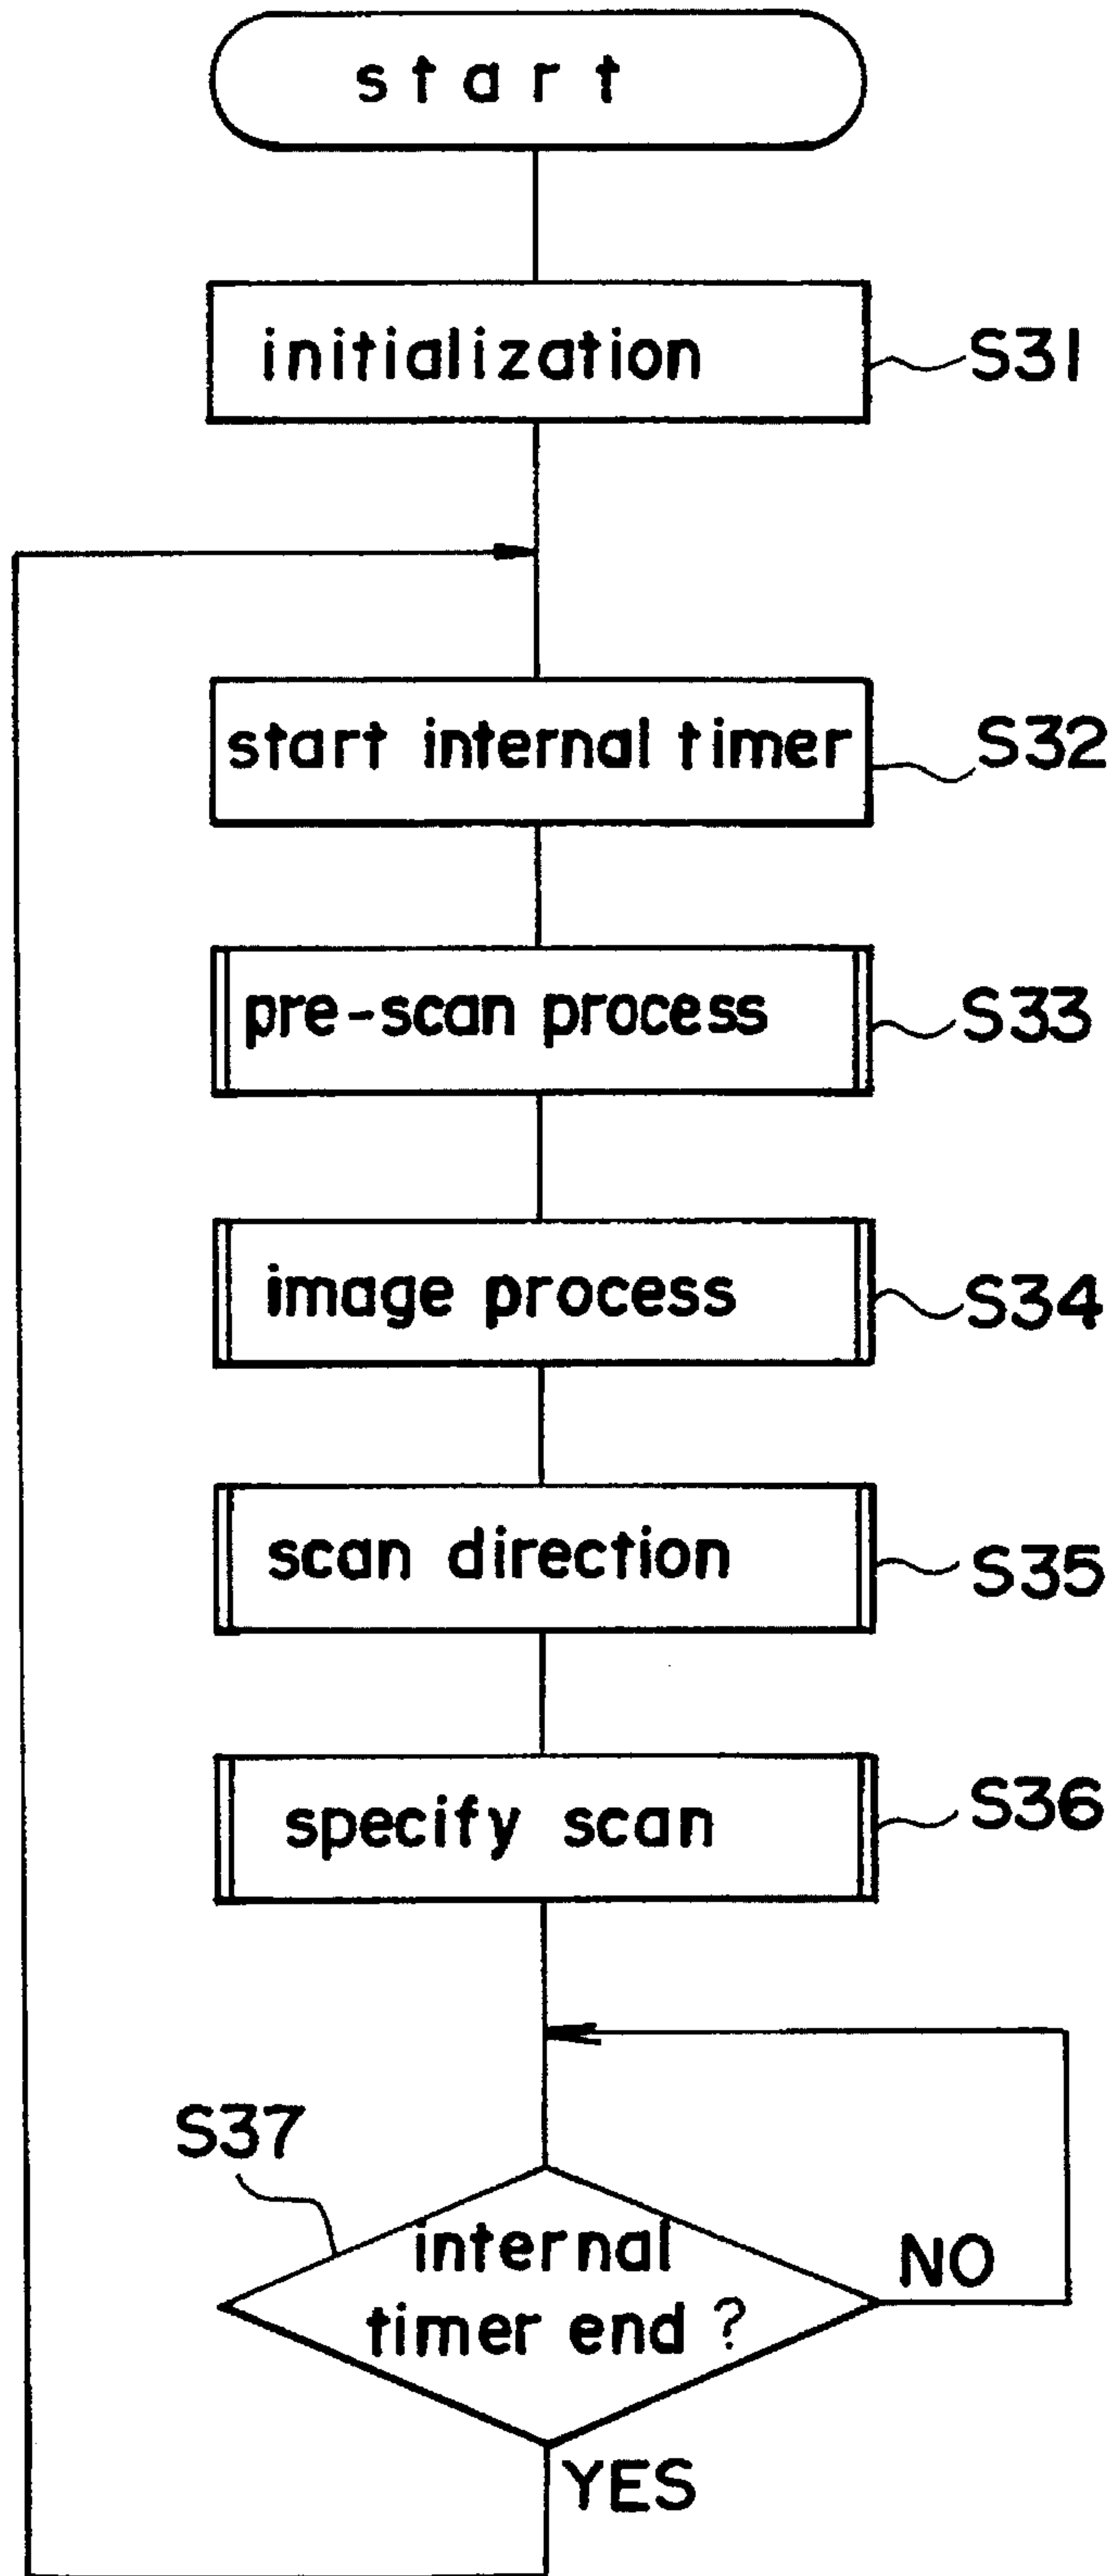 start
initialization
S31
start internal timer
S32
pre-scan process
S33
image process
S34
scan direction
S35
specify scan
S36
S37
internal
timer end ?
NO
YES